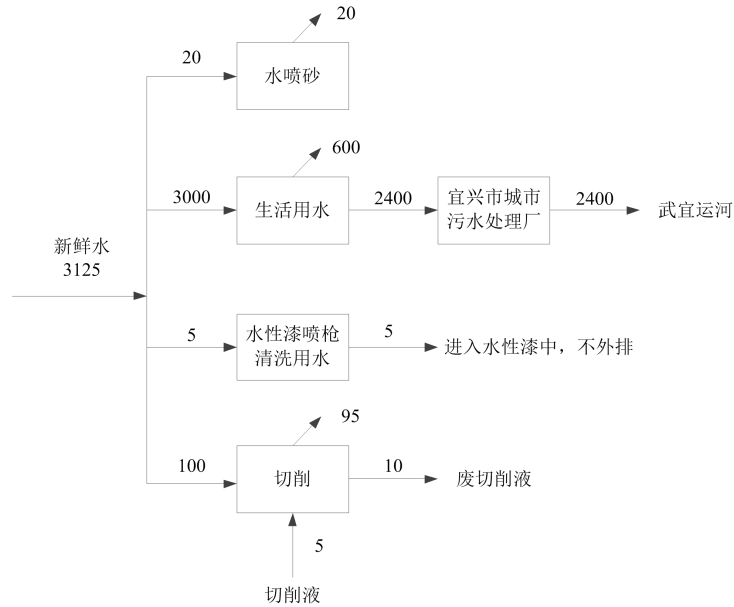 20
20
水喷砂
600
3000
生活用水
2400
宜兴市城市
污水处理厂
2400
武宜运河
新鲜水
3125
5
水性漆喷枪
清洗用水
5
进入水性漆中，不外排
95
100
切削
10
废切削液
5
切削液